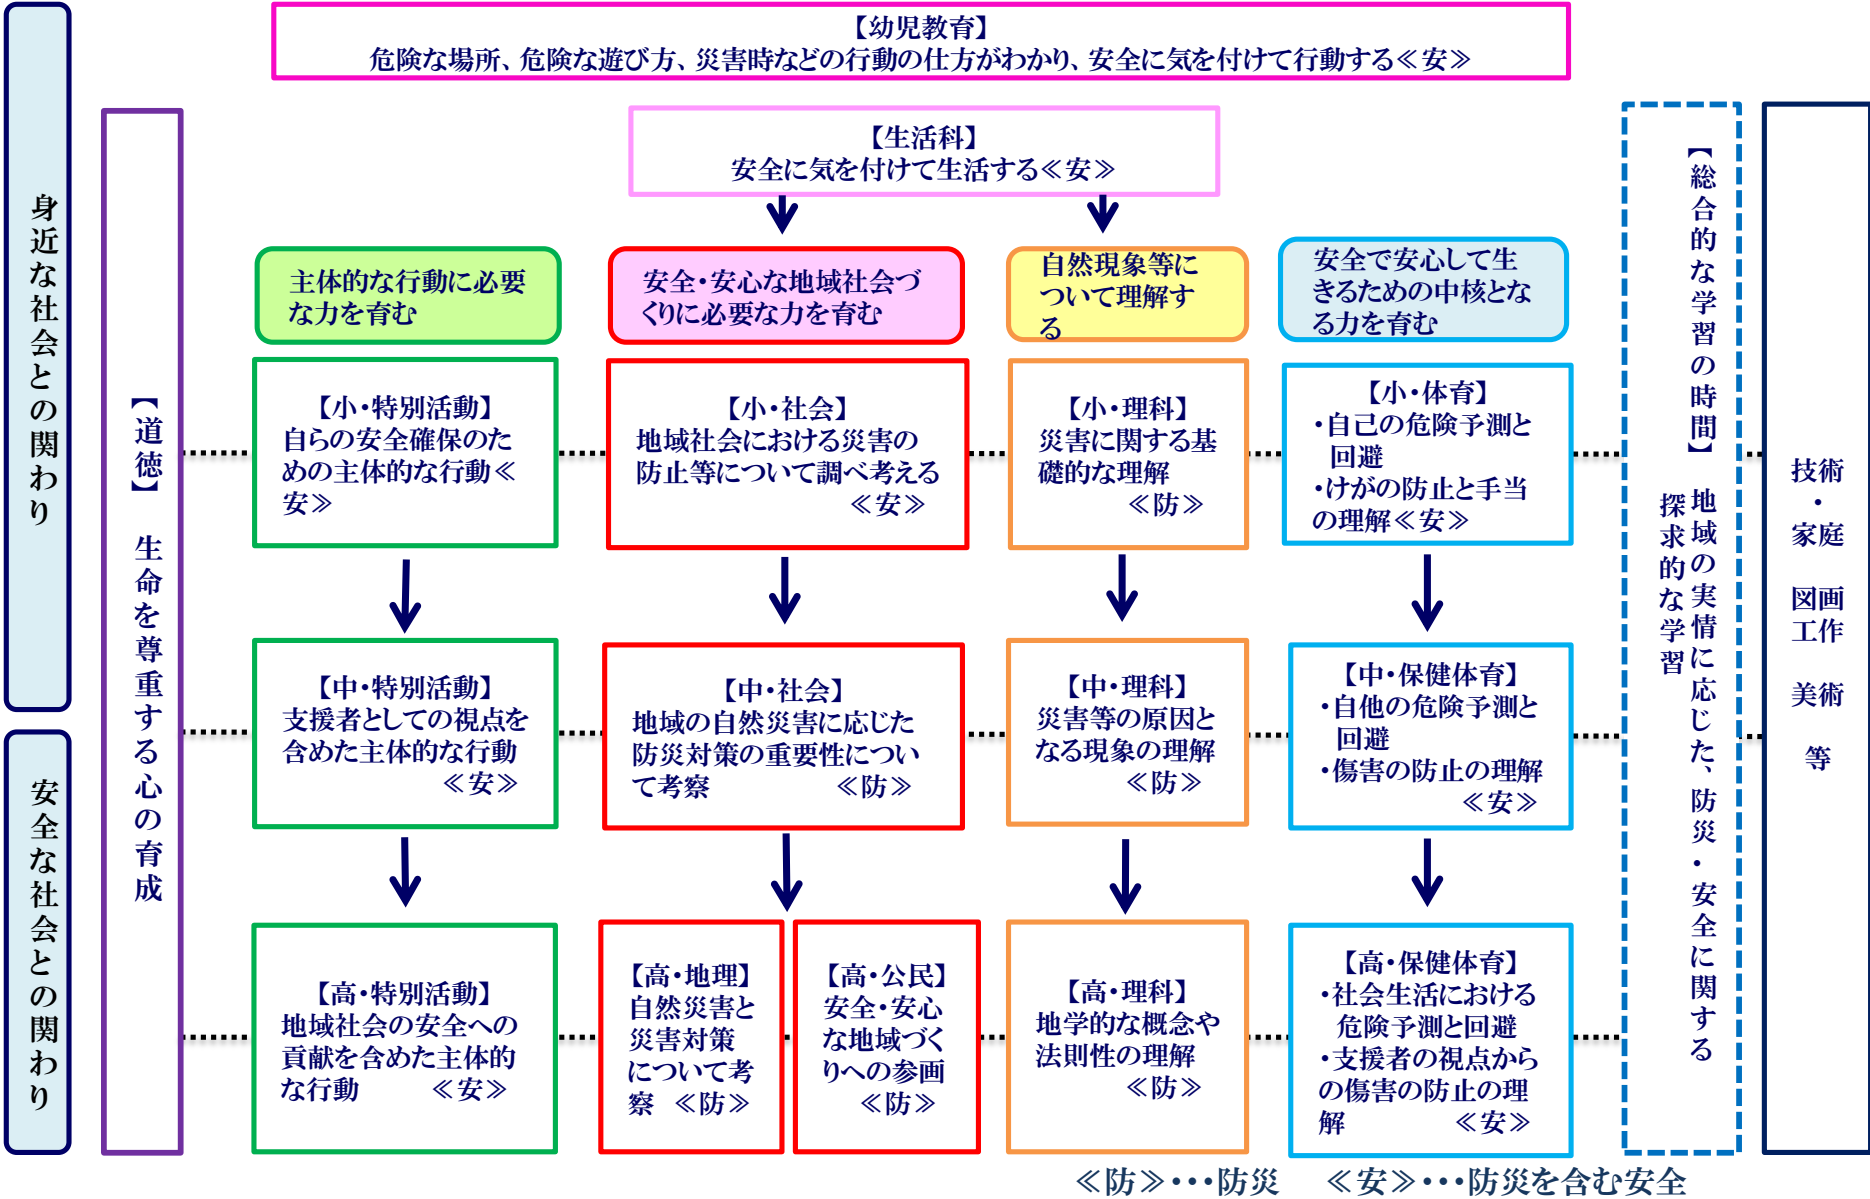 【幼児教育】
危険な場所、危険な遊び方、災害時などの行動の仕方がわかり、安全に気を付けて行動する≪安≫
身近な社会との関わり
安全な社会との関わり
【道徳】　生命を尊重する心の育成
【生活科】
安全に気を付けて生活する≪安≫
主体的な行動に必要
な力を育む
安全・安心な地域社会づ
くりに必要な力を育む
自然現象等に
ついて理解す
る
安全で安心して生
きるための中核とな
る力を育む
【小・特別活動】
自らの安全確保のた
めの主体的な行動≪
安≫
【小・社会】
地域社会における災害の
防止等について調べ考える
≪安≫
【小・理科】
災害に関する基
礎的な理解
≪防≫
【小・体育】
・自己の危険予測と
回避
・けがの防止と手当
の理解≪安≫
【中・特別活動】
支援者としての視点を
含めた主体的な行動
≪安≫
【中・社会】
地域の自然災害に応じた
防災対策の重要性につい
て考察　≪防≫
【中・理科】
災害等の原因と
なる現象の理解
≪防≫
【中・保健体育】
・自他の危険予測と
回避
・傷害の防止の理解
≪安≫
【高・特別活動】
地域社会の安全への
貢献を含めた主体的
な行動　≪安≫
【高・地理】
自然災害と
災害対策
について考
察　≪防≫
【高・公民】
安全・安心
な地域づく
りへの参画
≪防≫
【高・理科】
地学的な概念や
法則性の理解
≪防≫
【高・保健体育】
・社会生活における
危険予測と回避
・支援者の視点から
の傷害の防止の理
解　≪安≫
【総合的な学習の時間】　地域の実情に応じた、防災・安全に関する
探求的な学習
技術
・
家庭
図画
工作
美術
等
≪防≫・・・防災　≪安≫・・・防災を含む安全